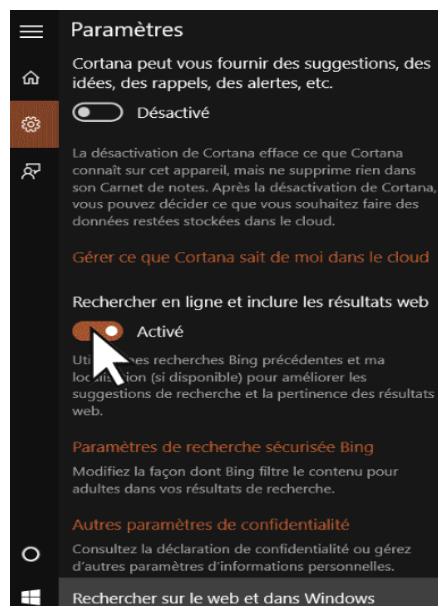 Paramètres
Cortana peut vous fournir des suggestions, des
idées, des rappels, des alertes, etc.
Désactivé
La désactivation de Cortana efface ce que Cortana
connaît sur cet appareil, mais ne supprime rien dans
son Carnet de notes. Après la désactivation de Cortana,
vous pouvez décider ce que vous souhaitez faire des
données restées stockées dans le cloud.
Gérer ce que Cortana sait de moi dans le cloud
Rechercher en ligne et inclure les résultats web
Activé
recherches Bing précédentes et ma
(si disponible) pour améliorer les
suggestions de recherche et la pertinence des résultats
web.
Paramètres de recherche sécurisée Bing
Modifiez la façon dont Bing filtre le contenu pour
adultes dans vos résultats de recherche.
Autres paramètres de confidentialité
Consultez la déclaration de confidentialité ou gérez
d'autres paramètres d'informations personnelles.
Rechercher sur le web et dans Windows